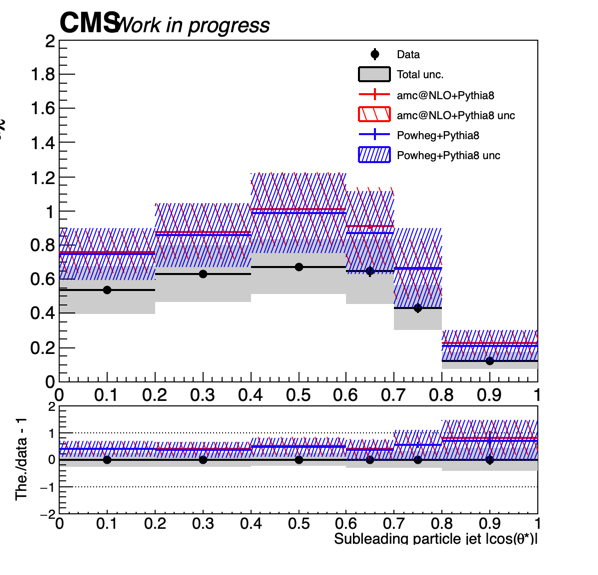 CMS Work in progress
2
1.8
1.6
1.4
1.2
1
0.8
0.6
0.4
0.2
0
Data
Total unc.
amc@NLO+Pythia8
amc@NLO+Pythia8 unc
Powheg+Pythia8
Powheg+Pythia8 unc
0 0.1 0.2 0.3 0.4 0.5 0.6 0.7 0.8 0.9 1
The./data - 1
2
1
0
−1
−2
0 0.1 0.2 0.3 0.4 0.5 0.6 0.7 0.8 0.9 1
Subleading particle jet |cos(θ*)|